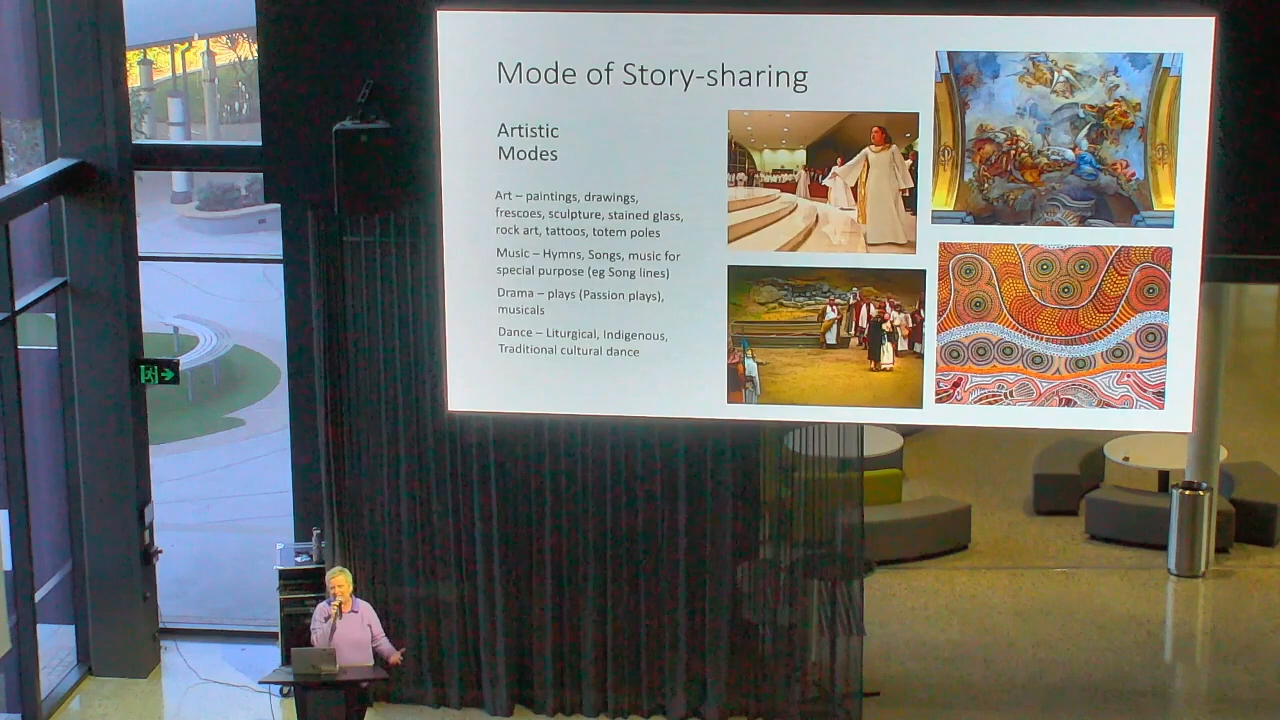 Mode of Story-sharing
Artistic
Modes
Art – paintings, drawings,
frescoes, sculpture, stained glass,
rock art, tattoos, totem poles
Music – Hymns, Songs, music for
special purpose (eg Song lines)
Drama – plays (Passion plays),
musicals
Dance – Liturgical, Indigenous,
Traditional cultural dance